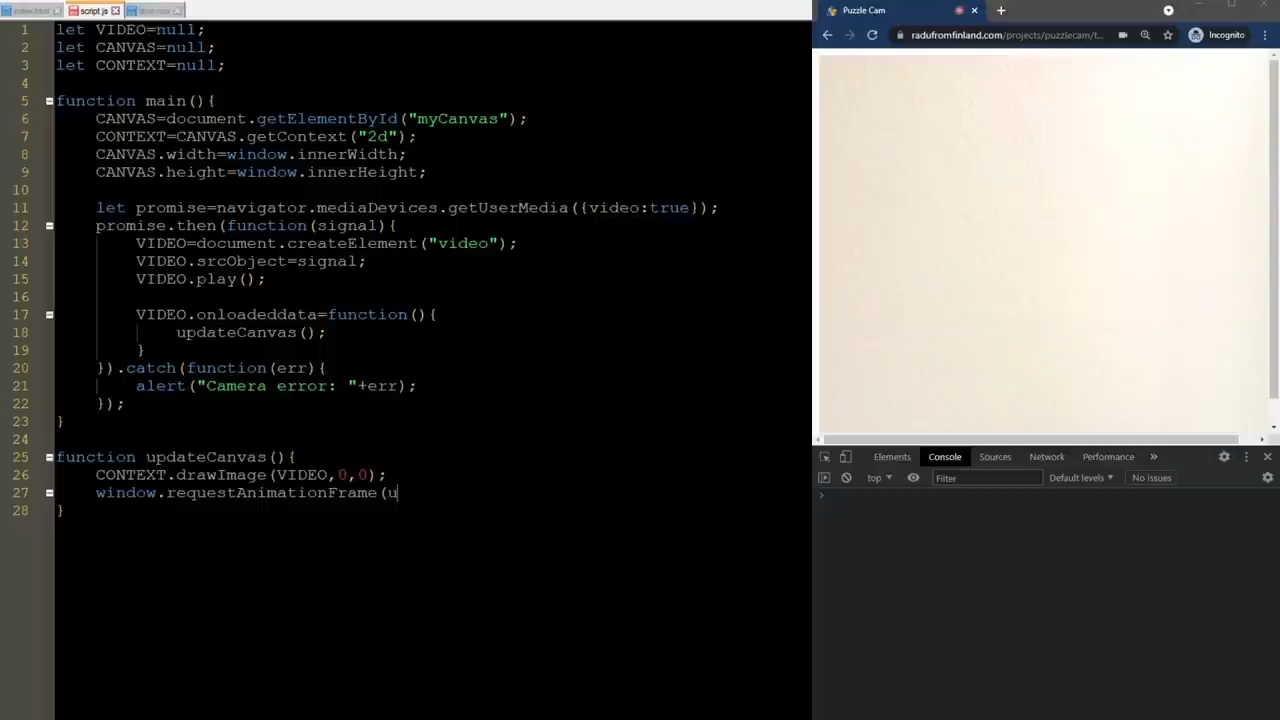 index.html script.js
1 let VIDEO=null;
2 let CANVAS=null;
3 let CONTEXT=null;
4
5 function main(){
6 CANVAS=document.getElementById("myCanvas");
7 CONTEXT=CANVAS.getContext("2d");
8 CANVAS.width=window.innerWidth;
9 CANVAS.height=window.innerHeight;
10
11 let promise=navigator.mediaDevices.getUserMedia({video:true});
12 promise.then(function(signal){
13 VIDEO=document.createElement("video");
14 VIDEO.srcObject=signal;
15 VIDEO.play();
16
17 VIDEO.onloadeddata=function(){
18 updateCanvas();
19 }
20 }).catch(function(err){
21 alert("Camera error: "+err);
22 });
23 }
24
25 function updateCanvas(){
26 CONTEXT.drawImage(VIDEO,0,0);
27 window.requestAnimationFrame(u
28 }
Puzzle Cam
radufromfinland.com/projects/puzzlecam/t...
Incognito
Elements Console Sources Network Performance »
top Filter Default levels No Issues